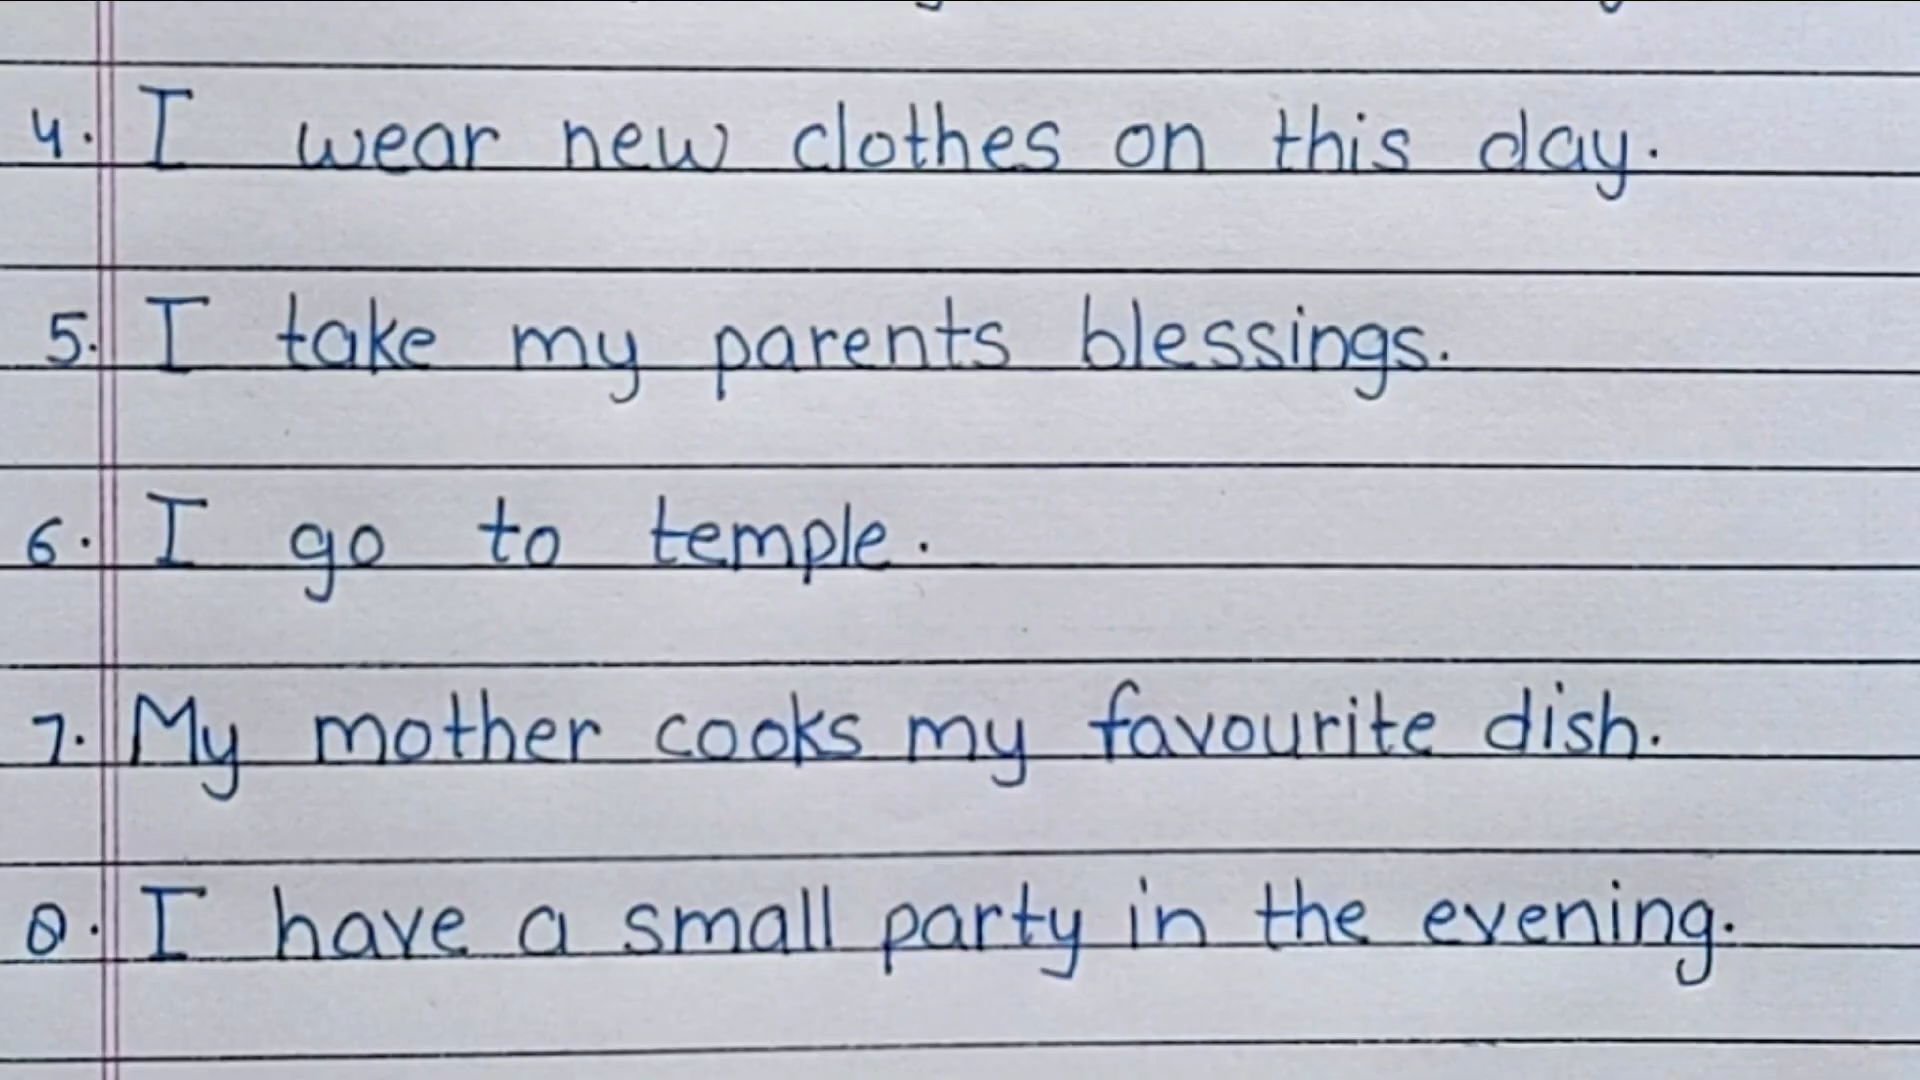 4. I wear new clothes on this day.
5. I take my parents blessings.
6. I go to temple.
7. My mother cooks my favourite dish.
8. I have a small party in the evening.